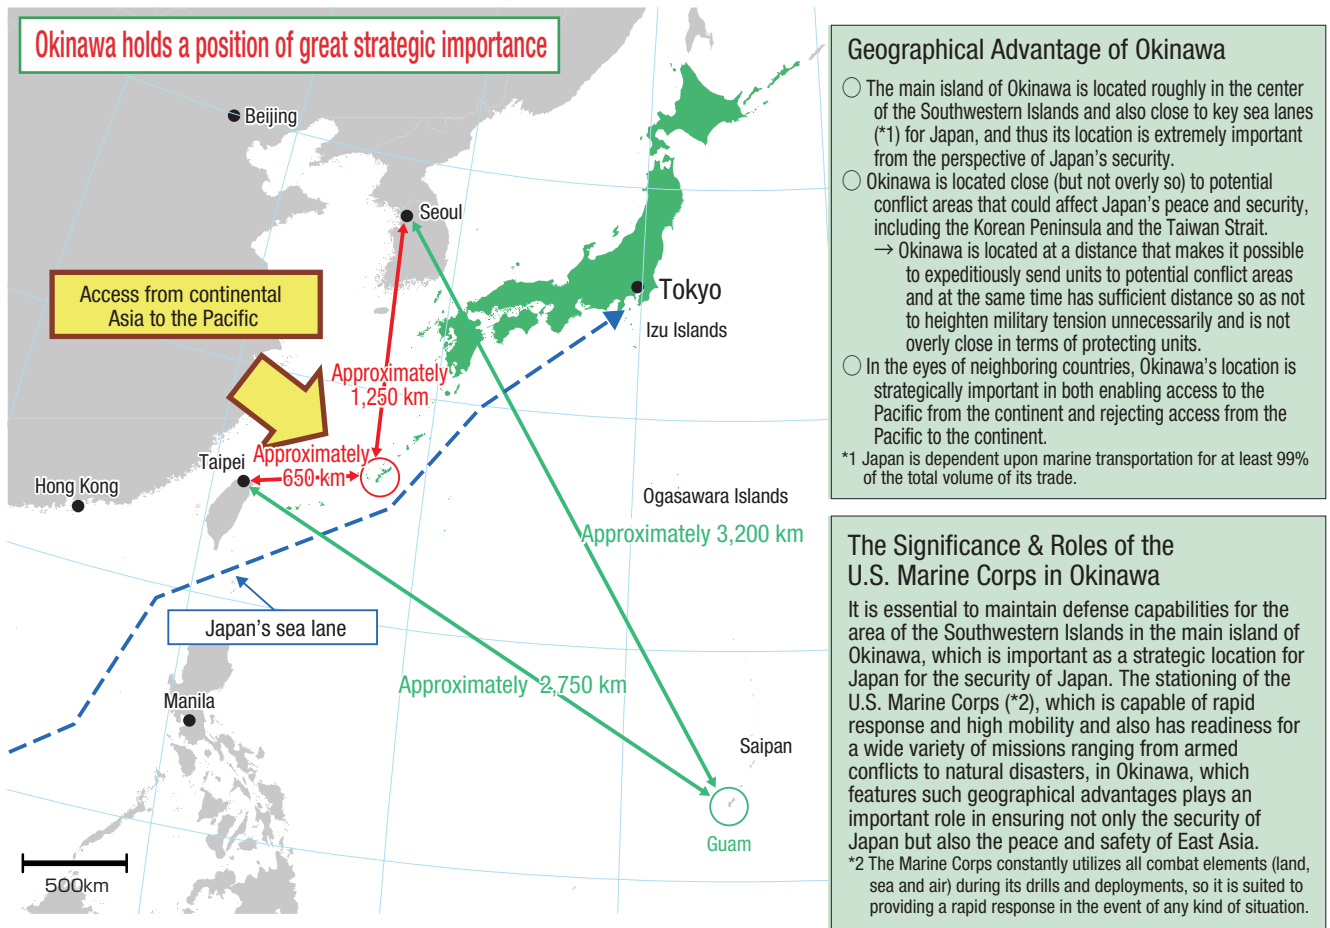 Okinawa holds a position of great strategic importance
Beijing
Seoul
Tokyo
Izu Islands
Access from continental
Asia to the Pacific
Approximately
1,250 km
Taipei
Approximately
650 km
Hong Kong
Ogasawara Islands
Approximately 3,200 km
Japan's sea lane
Approximately 2,750 km
Manila
Saipan
Guam
500km
Geographical Advantage of Okinawa
○ The main island of Okinawa is located roughly in the center
of the Southwestern Islands and also close to key sea lanes
(*1) for Japan, and thus its location is extremely important
from the perspective of Japan's security.
○ Okinawa is located close (but not overly so) to potential
conflict areas that could affect Japan's peace and security,
including the Korean Peninsula and the Taiwan Strait.
→ Okinawa is located at a distance that makes it possible
to expeditiously send units to potential conflict areas
and at the same time has sufficient distance so as not
to heighten military tension unnecessarily and is not
overly close in terms of protecting units.
○ In the eyes of neighboring countries, Okinawa's location is
strategically important in both enabling access to the
Pacific from the continent and rejecting access from the
Pacific to the continent.
*1 Japan is dependent upon marine transportation for at least 99%
of the total volume of its trade.
The Significance & Roles of the
U.S. Marine Corps in Okinawa
It is essential to maintain defense capabilities for the
area of the Southwestern Islands in the main island of
Okinawa, which is important as a strategic location for
Japan for the security of Japan. The stationing of the
U.S. Marine Corps (*2), which is capable of rapid
response and high mobility and also has readiness for
a wide variety of missions ranging from armed
conflicts to natural disasters, in Okinawa, which
features such geographical advantages plays an
important role in ensuring not only the security of
Japan but also the peace and safety of East Asia.
*2 The Marine Corps constantly utilizes all combat elements (land,
sea and air) during its drills and deployments, so it is suited to
providing a rapid response in the event of any kind of situation.